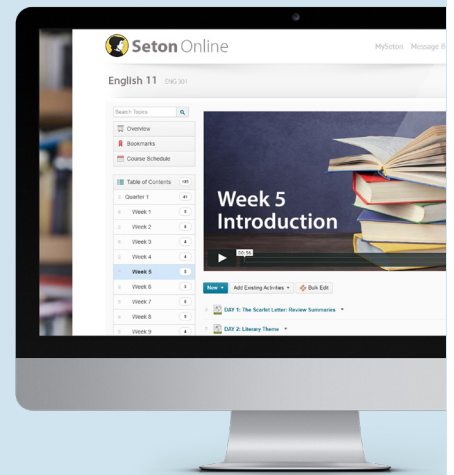 Seton Online
MySeton Message B
English 11 ENG 301
Search Topics
Overview
Bookmarks
Course Schedule
Table of Contents
Quarter 1
Week 1
Week 2
Week 3
Week 4
Week 5
Week 6
Week 7
Week 8
Week 9
Week 5
Introduction
New Add Existing Activities Bulk Edit
DAY 1: The Scarlet Letter: Review Summaries
DAY 2: Literary Theme